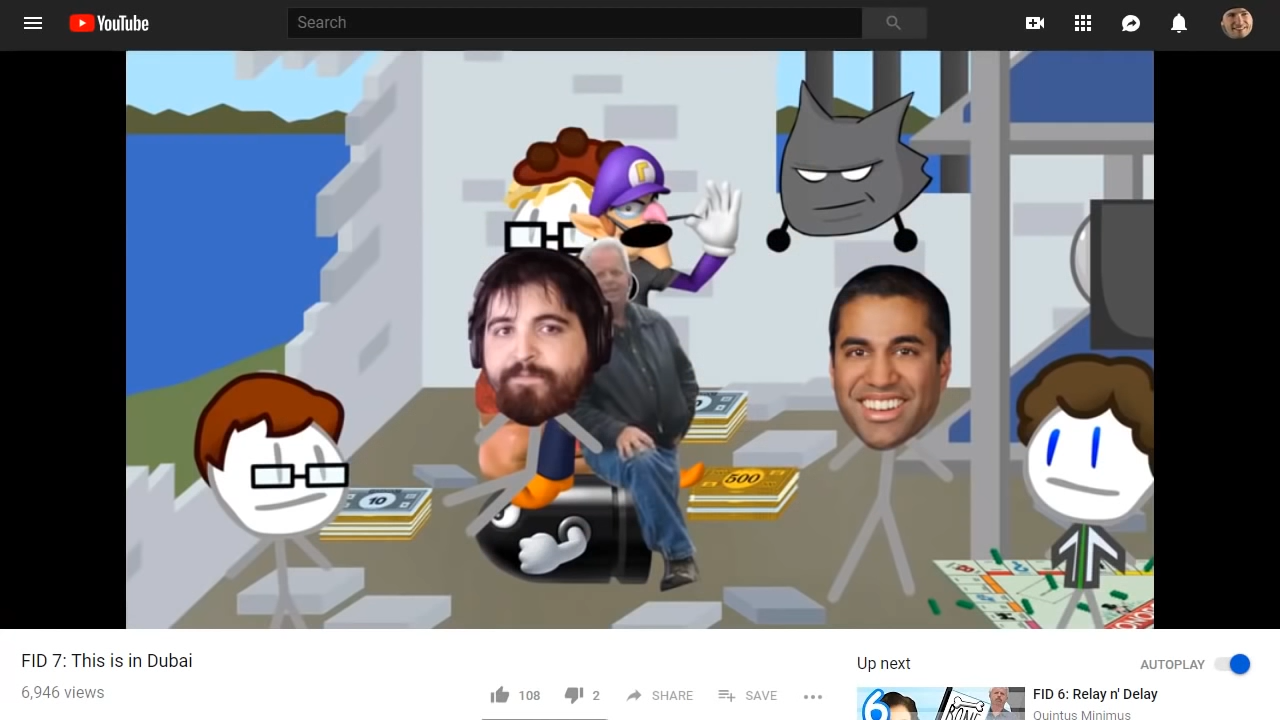 YouTube
Search
10
500
FID 7: This is in Dubai
6,946 views
108
2
SHARE
SAVE
Up next
AUTOPLAY
FID 6: Relay n' Delay
Quintus Minimus
6